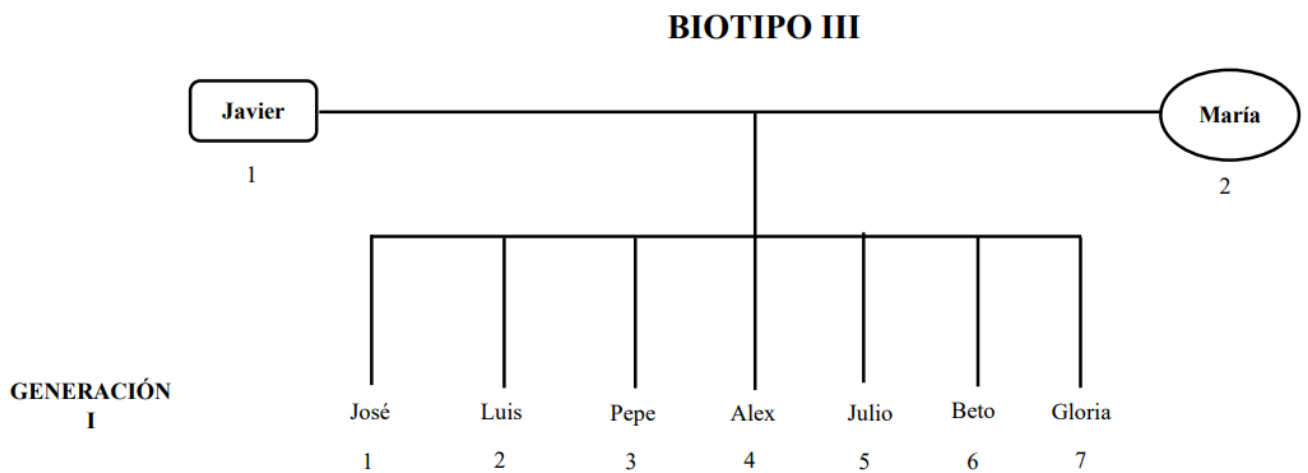 BIOTIPO III
Javier María
1 2
GENERACIÓN
I
José Luis Pepe Alex Julio Beto Gloria
1 2 3 4 5 6 7